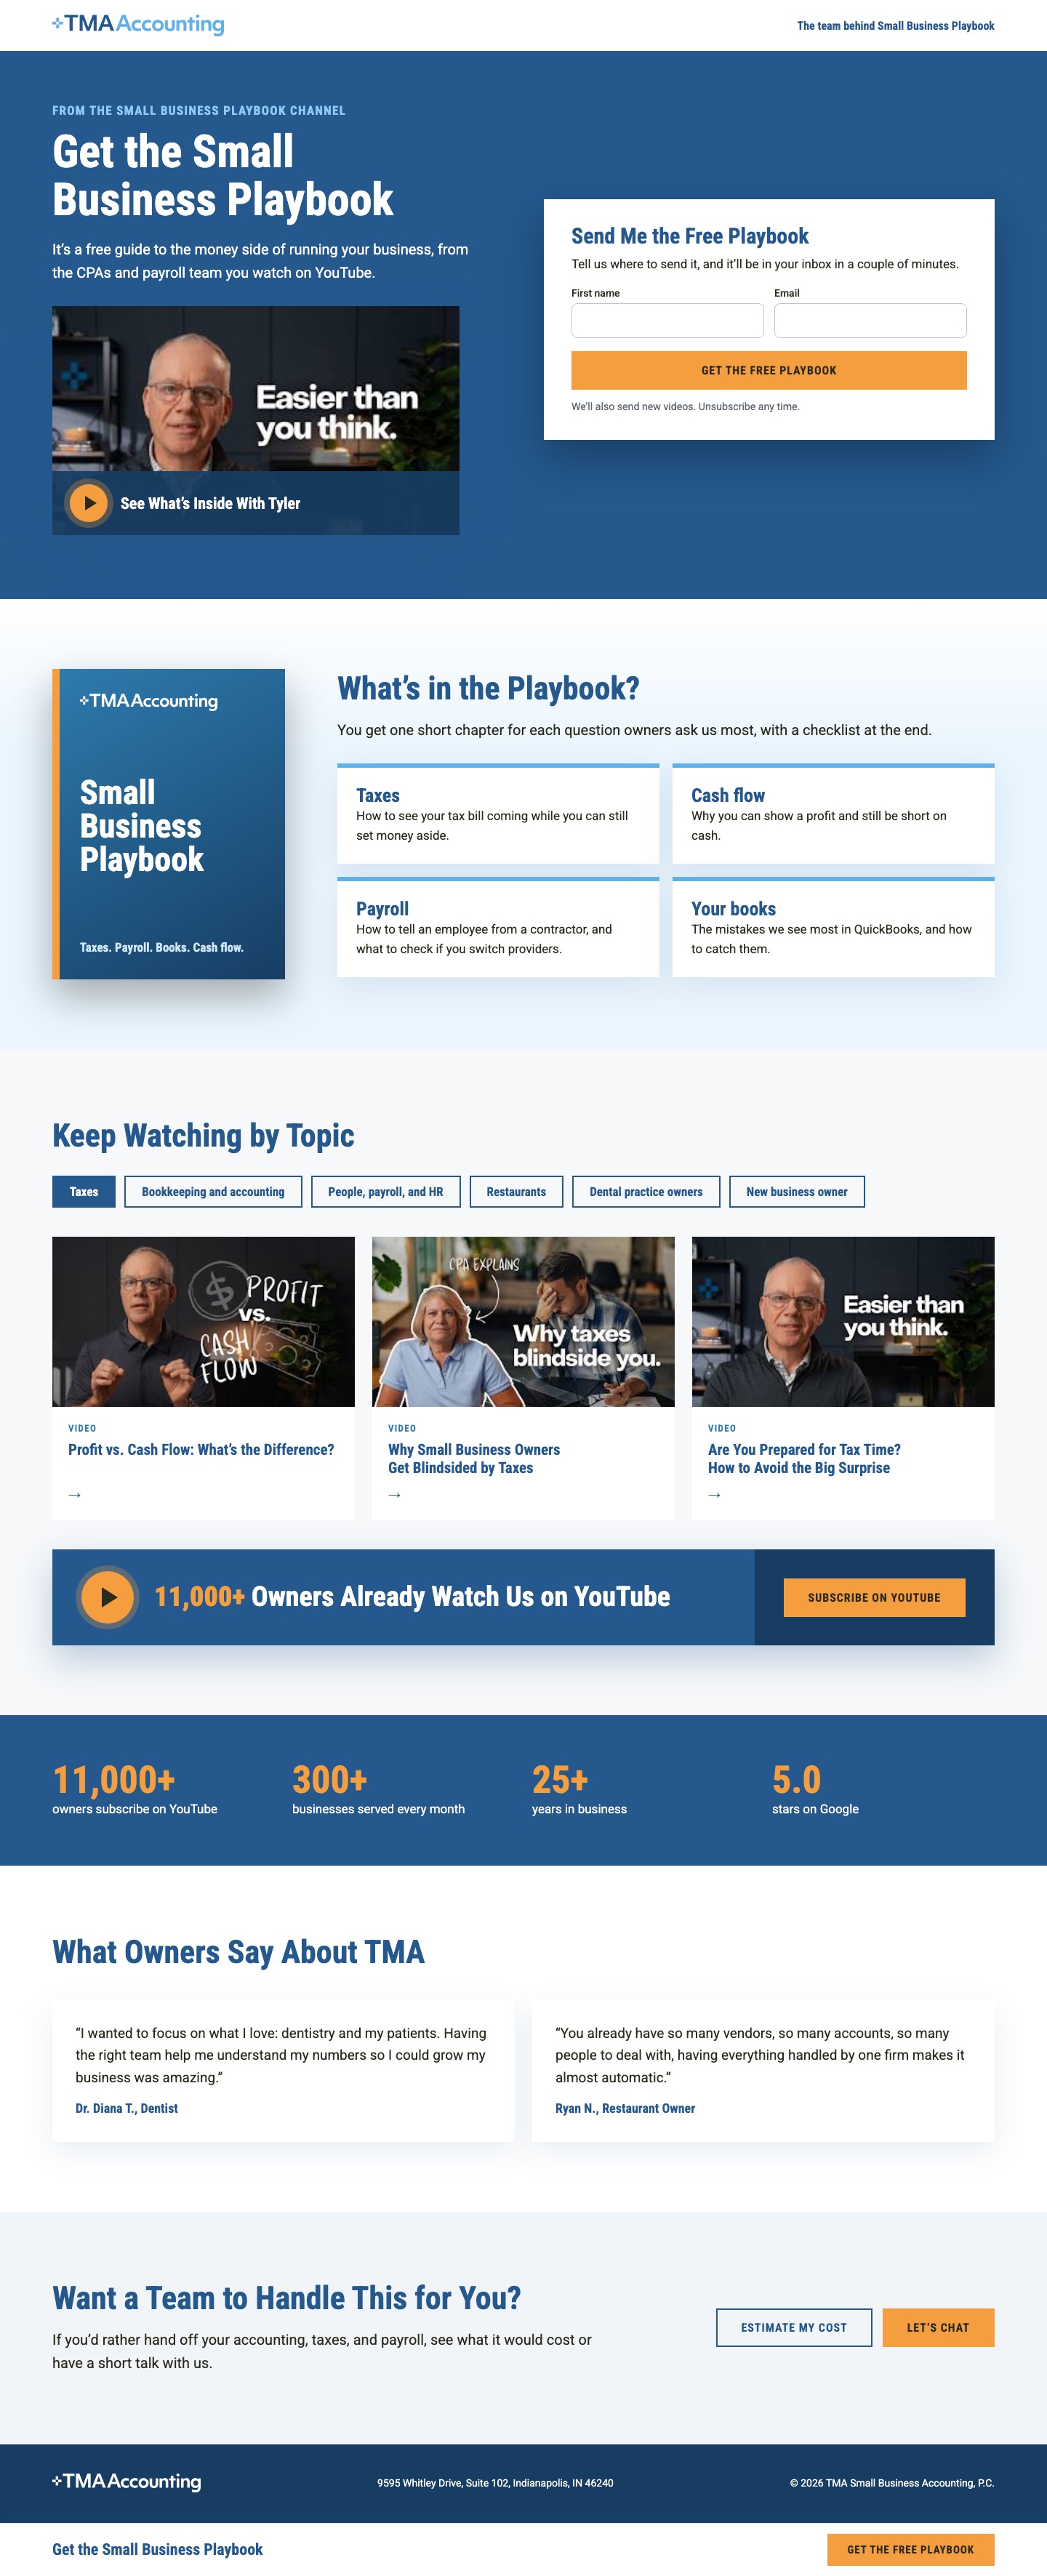 TMA Accounting
The team behind Small Business Playbook
FROM THE SMALL BUSINESS PLAYBOOK CHANNEL
Get the Small
Business Playbook
It’s a free guide to the money side of running your business, from
the CPAs and payroll team you watch on YouTube.
Easier than
you think.
See What’s Inside With Tyler
Send Me the Free Playbook
Tell us where to send it, and it’ll be in your inbox in a couple of minutes.
First name
Email
GET THE FREE PLAYBOOK
We’ll also send new videos. Unsubscribe any time.
TMA Accounting
Small
Business
Playbook
Taxes. Payroll. Books. Cash flow.
What’s in the Playbook?
You get one short chapter for each question owners ask us most, with a checklist at the end.
Taxes
How to see your tax bill coming while you can still
set money aside.
Cash flow
Why you can show a profit and still be short on
cash.
Payroll
How to tell an employee from a contractor, and
what to check if you switch providers.
Your books
The mistakes we see most in QuickBooks, and how
to catch them.
Keep Watching by Topic
Taxes
Bookkeeping and accounting
People, payroll, and HR
Restaurants
Dental practice owners
New business owner
$
PROFIT
vs.
CASH
FLOW
VIDEO
Profit vs. Cash Flow: What’s the Difference?
→
CPA EXPLAINS
Why taxes
blindside you.
VIDEO
Why Small Business Owners
Get Blindsided by Taxes
→
Easier than
you think.
VIDEO
Are You Prepared for Tax Time?
How to Avoid the Big Surprise
→
11,000+ Owners Already Watch Us on YouTube
SUBSCRIBE ON YOUTUBE
11,000+
owners subscribe on YouTube
300+
businesses served every month
25+
years in business
5.0
stars on Google
What Owners Say About TMA
“I wanted to focus on what I love: dentistry and my patients. Having
the right team help me understand my numbers so I could grow my
business was amazing.”
Dr. Diana T., Dentist
“You already have so many vendors, so many accounts, so many
people to deal with, having everything handled by one firm makes it
almost automatic.”
Ryan N., Restaurant Owner
Want a Team to Handle This for You?
If you’d rather hand off your accounting, taxes, and payroll, see what it would cost or
have a short talk with us.
ESTIMATE MY COST
LET’S CHAT
TMA Accounting
9595 Whitley Drive, Suite 102, Indianapolis, IN 46240
© 2026 TMA Small Business Accounting, P.C.
Get the Small Business Playbook
GET THE FREE PLAYBOOK